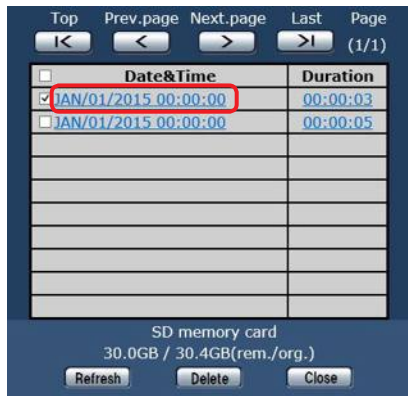 Top Prev.page Next.page Last Page
(1/1)
Date&Time Duration
JAN/01/2015 00:00:00 00:00:03
JAN/01/2015 00:00:00 00:00:05
SD memory card
30.0GB / 30.4GB(rem./org.)
Refresh Delete Close